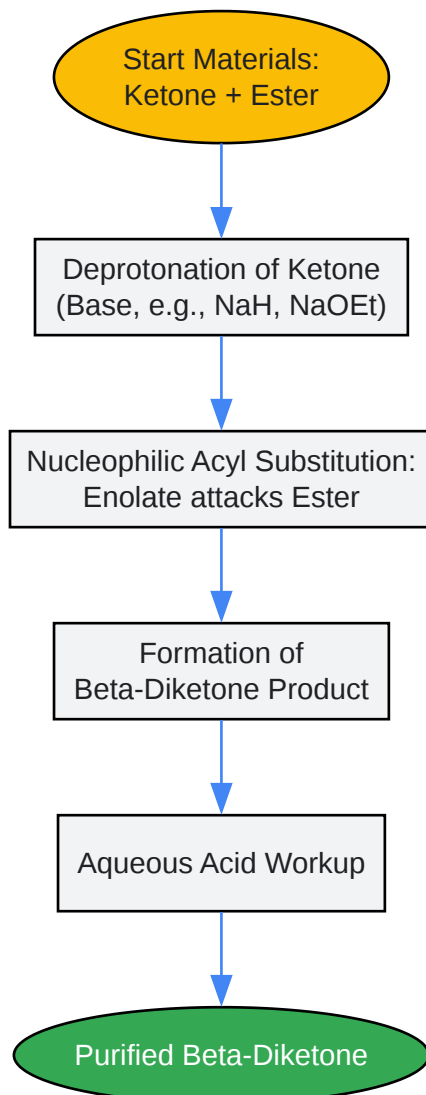 Start Materials:
Ketone + Ester
Deprotonation of Ketone
(Base, e.g., NaH, NaOEt)
Nucleophilic Acyl Substitution:
Enolate attacks Ester
Formation of
Beta-Diketone Product
Aqueous Acid Workup
Purified Beta-Diketone